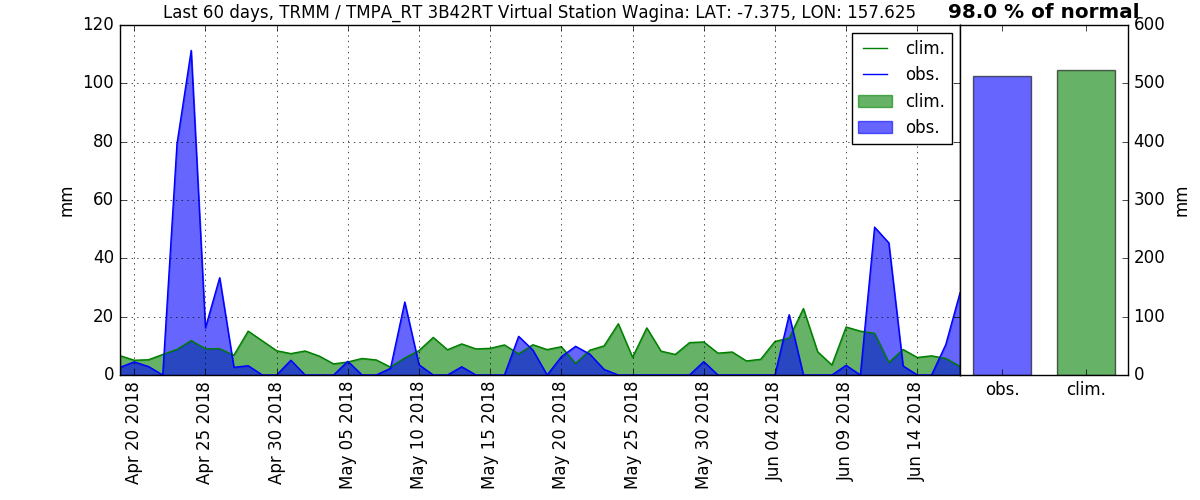 Last 60 days, TRMM / TMPA_RT 3B42RT Virtual Station Wagina: LAT: -7.375, LON: 157.625
98.0 % of normal
120
100
80
60
40
20
0
mm
clim.
obs.
clim.
obs.
600
500
400
300
200
100
0
mm
Apr 20 2018
Apr 25 2018
Apr 30 2018
May 05 2018
May 10 2018
May 15 2018
May 20 2018
May 25 2018
May 30 2018
Jun 04 2018
Jun 09 2018
Jun 14 2018
obs.
clim.